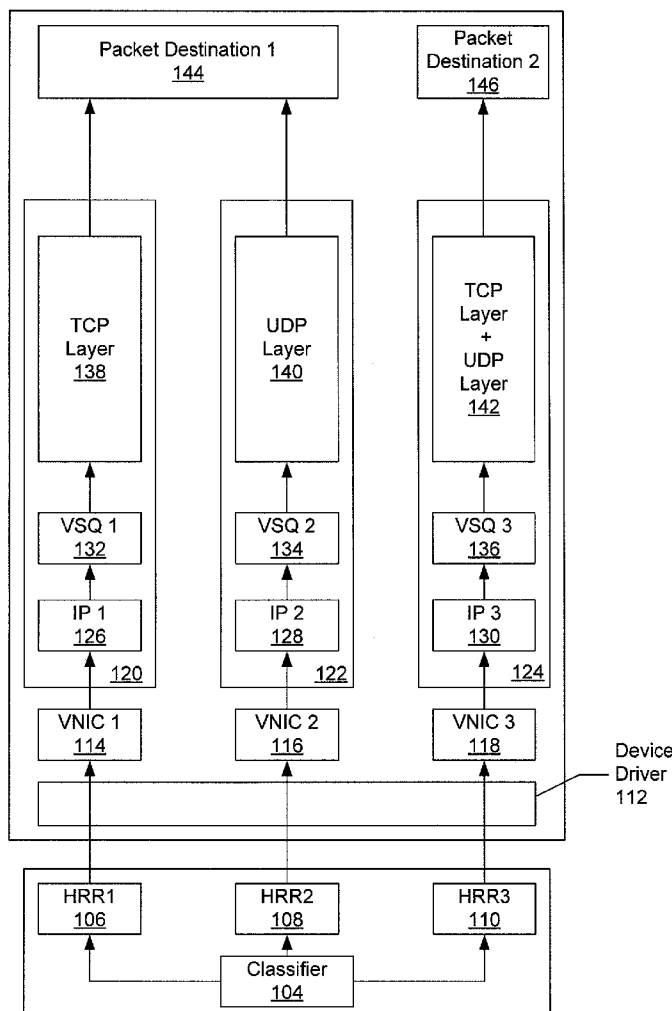 Packet Destination 1
144
Packet
Destination 2
146
TCP
Layer
138
UDP
Layer
140
TCP
Layer
+
UDP
Layer
142
VSQ 1
132
VSQ 2
134
VSQ 3
136
IP 1
126
IP 2
128
IP 3
130
120
122
124
VNIC 1
114
VNIC 2
116
VNIC 3
118
Device
Driver
112
HRR1
106
HRR2
108
HRR3
110
Classifier
104